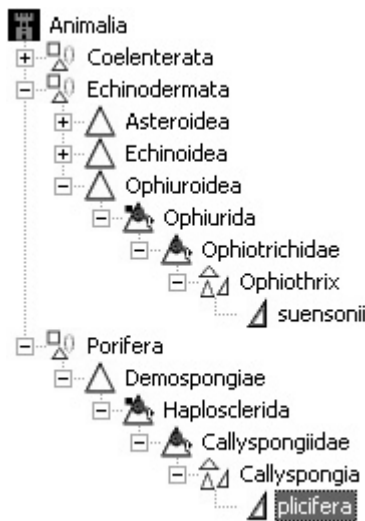 Animalia
Coelenterata
Echinodermata
Asteroidea
Echinoidea
Ophiuroidea
Ophiurida
Ophiotrichidae
Ophiothrix
suensonii
Porifera
Demospongiae
Haplosclerida
Callyspongiidae
Callyspongia
plicifera